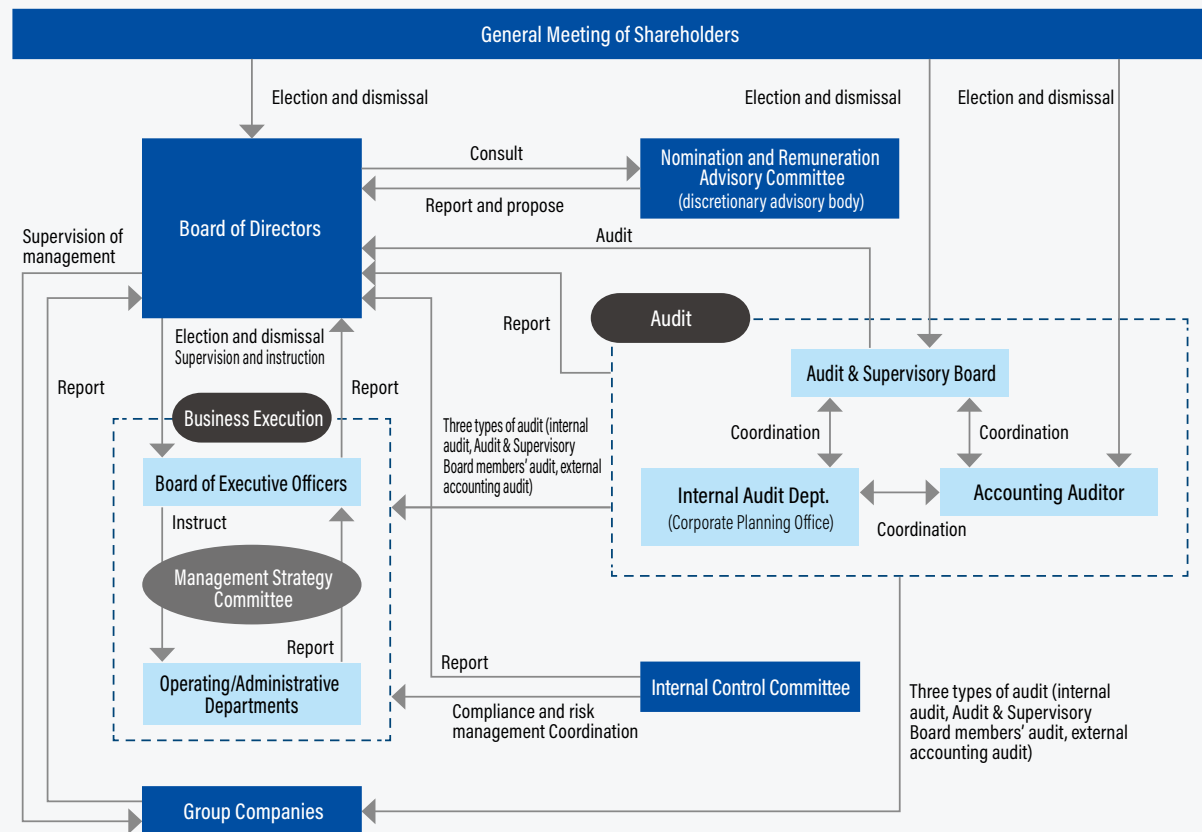 General Meeting of Shareholders
Election and dismissal
Election and dismissal
Election and dismissal
Board of Directors
Consult
Report and propose
Nomination and Remuneration
Advisory Committee
(discretionary advisory body)
Supervision of
management
Audit
Report
Audit
Election and dismissal
Supervision and instruction
Report
Report
Business Execution
Three types of audit (internal
audit, Audit & Supervisory
Board members' audit, external
accounting audit)
Audit & Supervisory Board
Coordination
Coordination
Board of Executive Officers
Internal Audit Dept.
(Corporate Planning Office)
Accounting Auditor
Coordination
Instruct
Management Strategy
Committee
Report
Operating/Administrative
Departments
Report
Internal Control Committee
Compliance and risk
management Coordination
Three types of audit (internal
audit, Audit & Supervisory
Board members' audit, external
accounting audit)
Group Companies